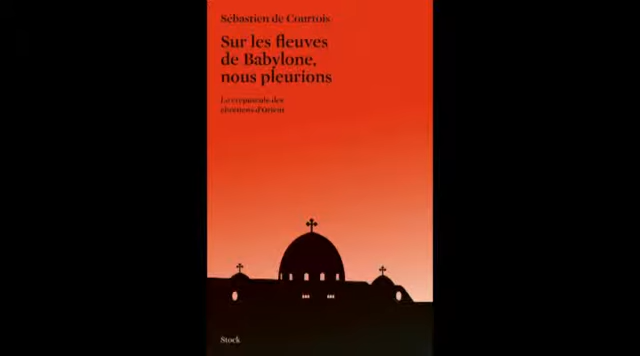 Sébastien de Courtois
Sur les fleuves
de Babylone,
nous pleurions
Le crépuscule des
chrétiens d'Orient
Stock